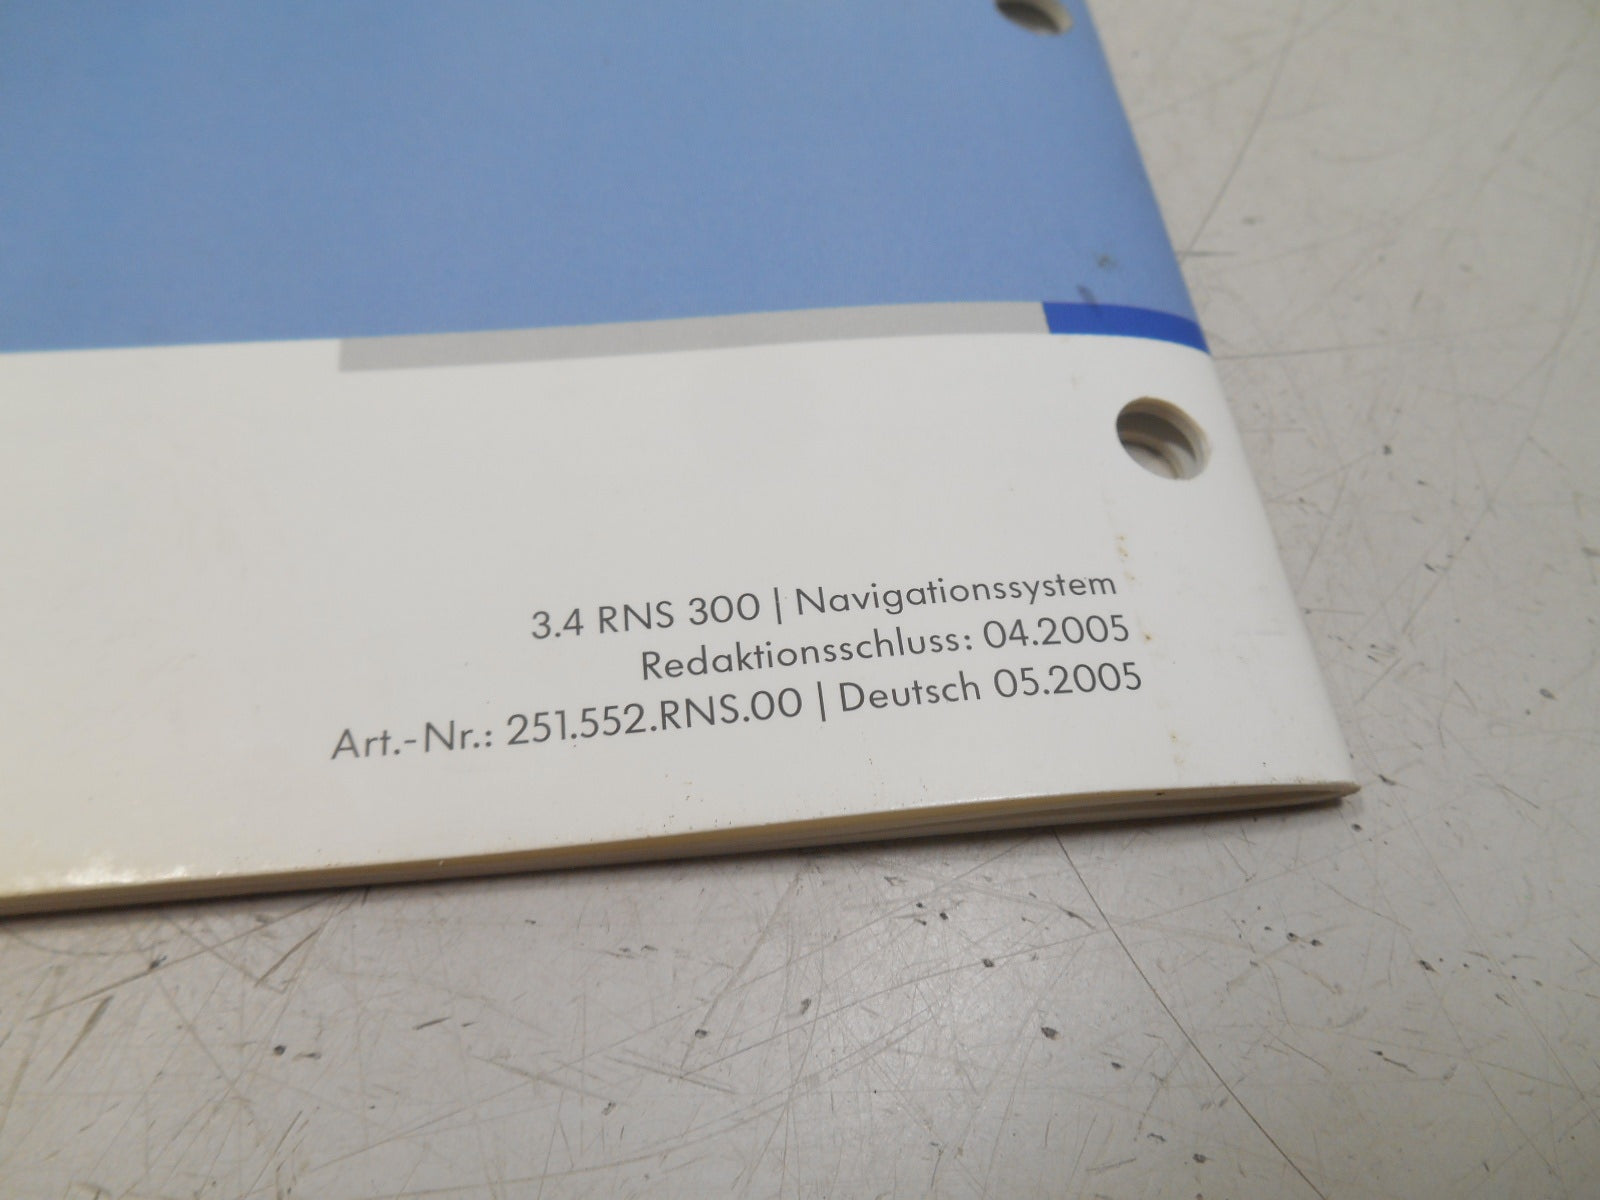 3.4 RNS 300 | Navigationssystem
Redaktionsschluss: 04.2005
Art.-Nr.: 251.552.RNS.00 | Deutsch 05.2005